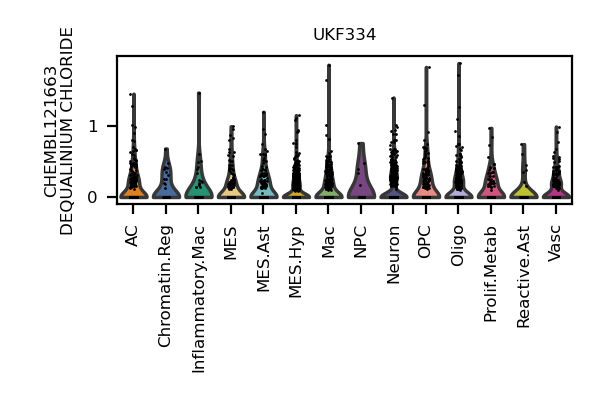 UKF334
CHEMBL121663
DEQUALINIUM CHLORIDE
1
0
AC
Chromatin.Reg
Inflammatory.Mac
MES
MES.Ast
MES.Hyp
Mac
NPC
Neuron
OPC
Oligo
Prolif.Metab
Reactive.Ast
Vasc